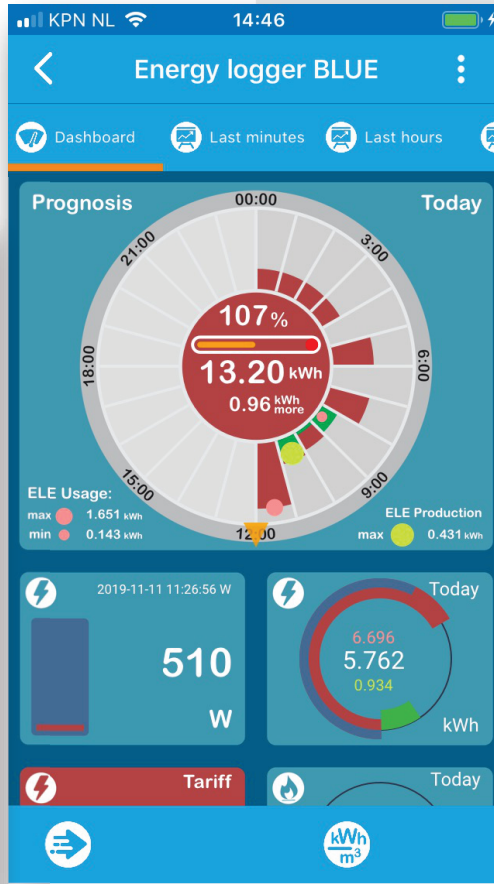 KPN NL 14:46
Energy logger BLUE
Dashboard Last minutes Last hours
Prognosis Today
00:00
21:00 3:00
107%
18:00 6:00
13.20 kWh
0.96 kWh more
15:00 9:00
12:00
ELE Usage:
max 1.651 kWh
min 0.143 kWh
ELE Production
max 0.431 kWh
2019-11-11 11:26:56 W
510
W
Today
6.696
5.762
0.934
kWh
Tariff
Today
kWh
m³